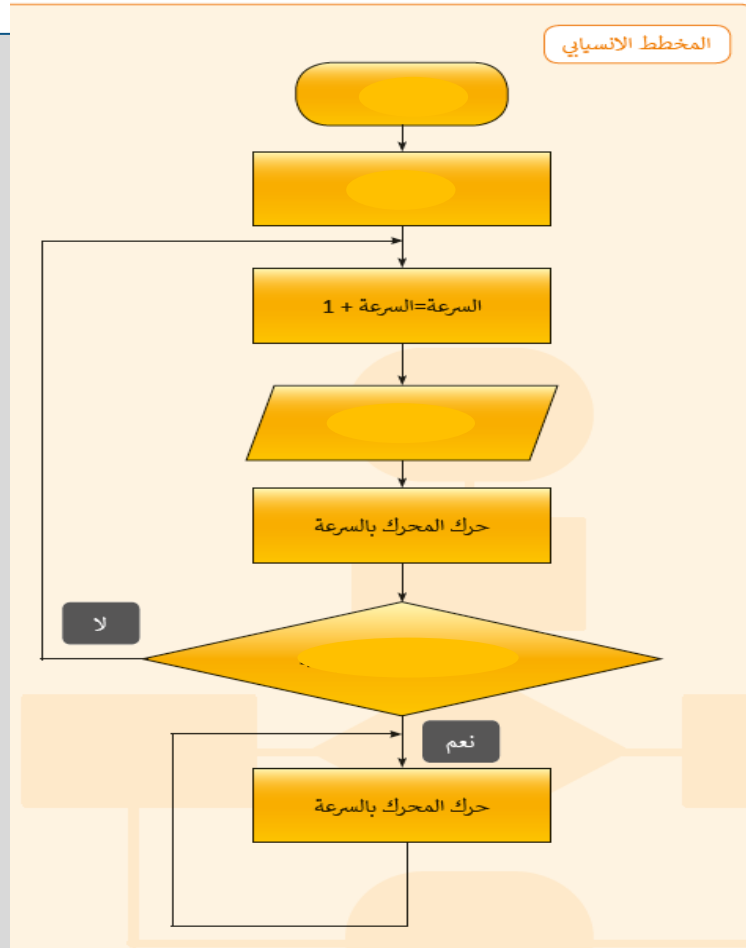 المخطط الانسيابي
السرعة=السرعة + 1
حرك المحرك بالسرعة
لا
نعم
حرك المحرك بالسرعة